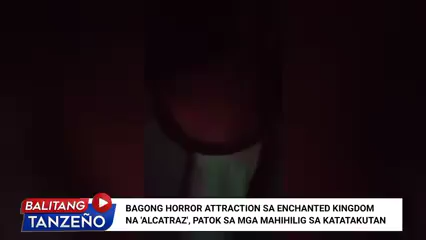 BALITANG
TANZEÑO
BAGONG HORROR ATTRACTION SA ENCHANTED KINGDOM
NA 'ALCATRAZ', PATOK SA MGA MAHIHILIG SA KATATAKUTAN